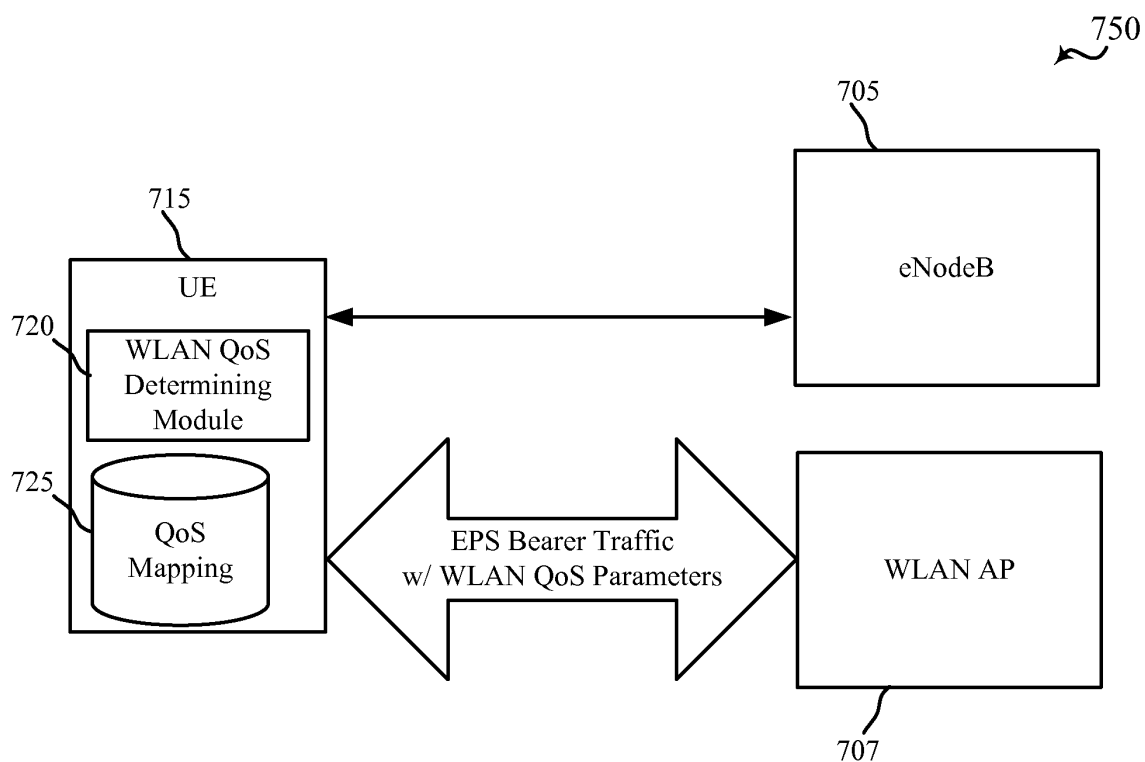 750
705
eNodeB
715
UE
720
WLAN QoS
Determining
Module
725
QoS
Mapping
EPS Bearer Traffic
w/ WLAN QoS Parameters
WLAN AP
707